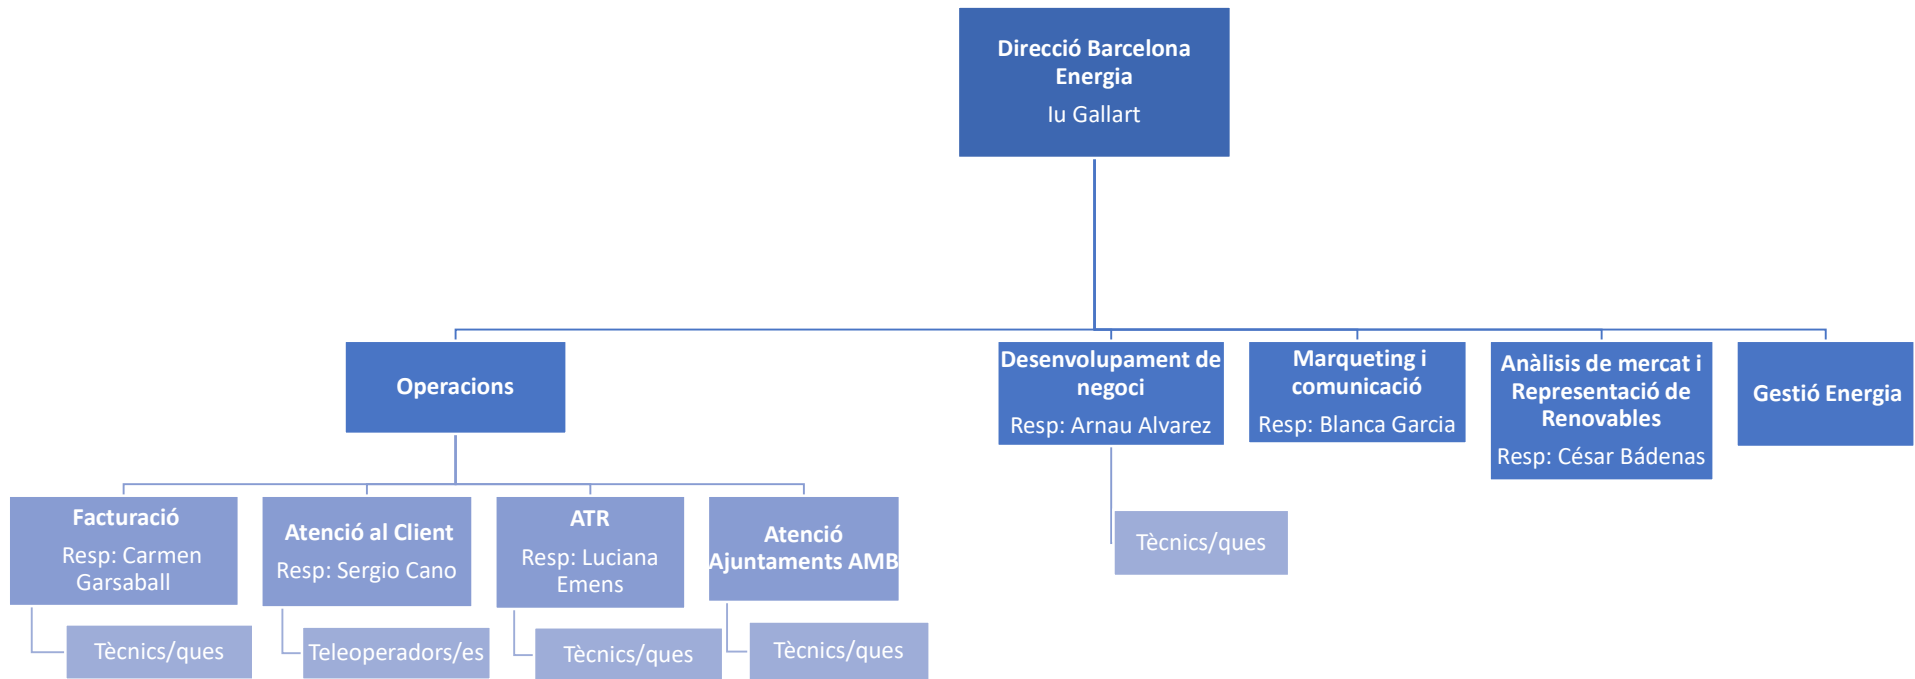 Direcció Barcelona
Energia
Iu Gallart
Operacions
Desenvolupament de
negoci
Resp: Arnau Alvarez
Marqueting i
comunicació
Resp: Blanca Garcia
Anàlisis de mercat i
Representació de
Renovables
Resp: César Bádenas
Gestió Energia
Facturació
Resp: Carmen
Garsaball
Atenció al Client
Resp: Sergio Cano
ATR
Resp: Luciana
Emens
Atenció
Ajuntaments AMB
Tècnics/ques
Tècnics/ques
Teleoperadors/es
Tècnics/ques
Tècnics/ques